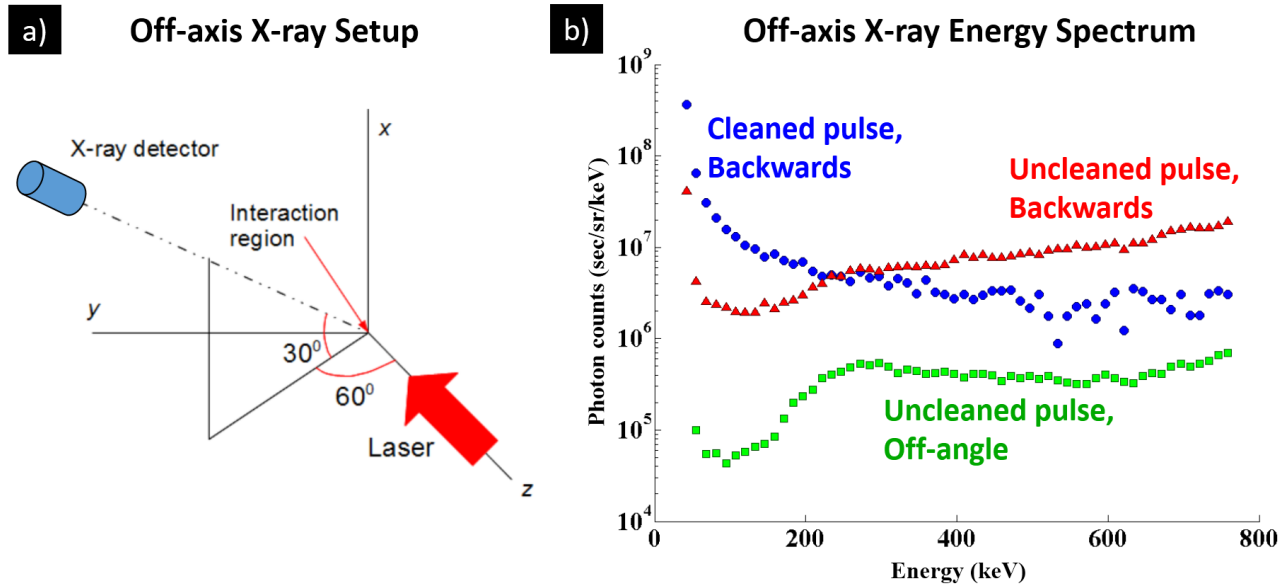 a)
Off-axis X-ray Setup
x
X-ray detector
Interaction
region
y
30⁰
60⁰
Laser
z
b)
Off-axis X-ray Energy Spectrum
10⁹
10⁸
10⁷
10⁶
10⁵
10⁴
Photon counts (sec/sr/keV)
Cleaned pulse,
Backwards
Uncleaned pulse,
Backwards
Uncleaned pulse,
Off-angle
0
200
400
600
800
Energy (keV)